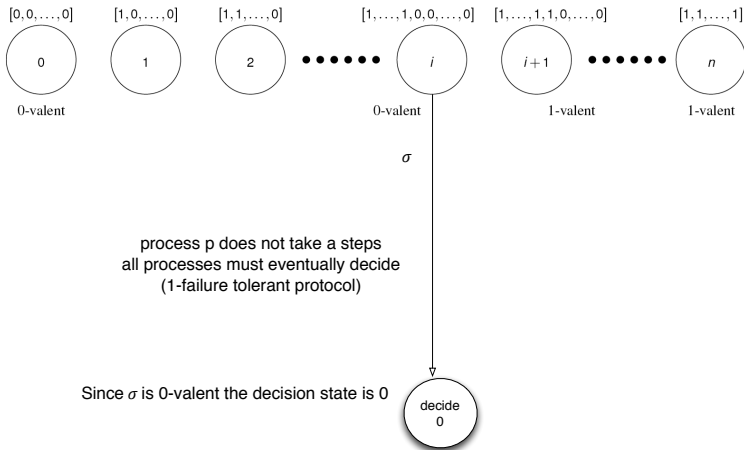 [0,0,...,0] [1,0,...,0] [1,1,...,0] [1,...,1,0,0,...,0] [1,...,1,1,0,...,0] [1,1,...,1]
0 1 2 i i+1 n
0-valent 0-valent 1-valent 1-valent
σ
process p does not take a steps
all processes must eventually decide
(1-failure tolerant protocol)
Since σ is 0-valent the decision state is 0
decide
0